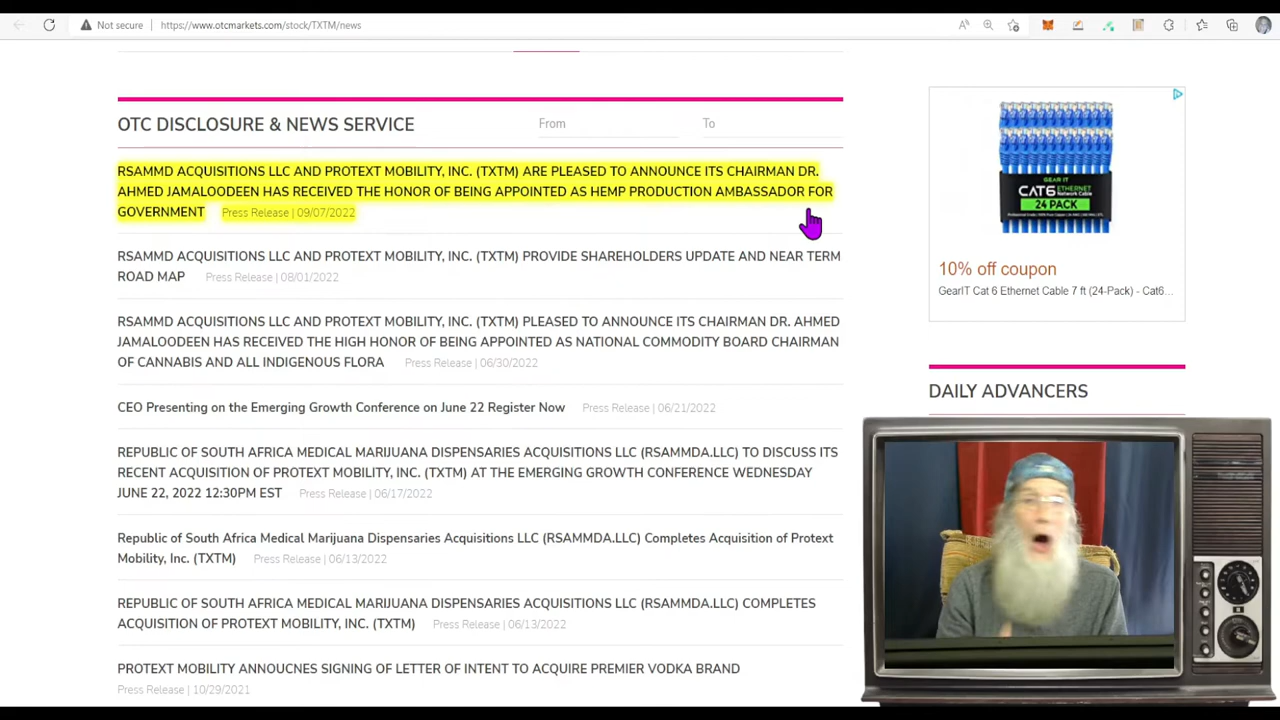 Not secure
https://www.otcmarkets.com/stock/TXTM/news
OTC DISCLOSURE & NEWS SERVICE
From
To
RSAMMD ACQUISITIONS LLC AND PROTEXT MOBILITY, INC. (TXTM) ARE PLEASED TO ANNOUNCE ITS CHAIRMAN DR.
AHMED JAMALOODEEN HAS RECEIVED THE HONOR OF BEING APPOINTED AS HEMP PRODUCTION AMBASSADOR FOR
GOVERNMENT Press Release | 09/07/2022
RSAMMD ACQUISITIONS LLC AND PROTEXT MOBILITY, INC. (TXTM) PROVIDE SHAREHOLDERS UPDATE AND NEAR TERM
ROAD MAP Press Release | 08/01/2022
RSAMMD ACQUISITIONS LLC AND PROTEXT MOBILITY, INC. (TXTM) PLEASED TO ANNOUNCE ITS CHAIRMAN DR. AHMED
JAMALOODEEN HAS RECEIVED THE HIGH HONOR OF BEING APPOINTED AS NATIONAL COMMODITY BOARD CHAIRMAN
OF CANNABIS AND ALL INDIGENOUS FLORA Press Release | 06/30/2022
CEO Presenting on the Emerging Growth Conference on June 22 Register Now Press Release | 06/21/2022
REPUBLIC OF SOUTH AFRICA MEDICAL MARIJUANA DISPENSARIES ACQUISITIONS LLC (RSAMMDA.LLC) TO DISCUSS ITS
RECENT ACQUISITION OF PROTEXT MOBILITY, INC. (TXTM) AT THE EMERGING GROWTH CONFERENCE WEDNESDAY
JUNE 22, 2022 12:30PM EST Press Release | 06/17/2022
Republic of South Africa Medical Marijuana Dispensaries Acquisitions LLC (RSAMMDA.LLC) Completes Acquisition of Protext
Mobility, Inc. (TXTM) Press Release | 06/13/2022
REPUBLIC OF SOUTH AFRICA MEDICAL MARIJUANA DISPENSARIES ACQUISITIONS LLC (RSAMMDA.LLC) COMPLETES
ACQUISITION OF PROTEXT MOBILITY, INC. (TXTM) Press Release | 06/13/2022
PROTEXT MOBILITY ANNOUCNES SIGNING OF LETTER OF INTENT TO ACQUIRE PREMIER VODKA BRAND
Press Release | 10/29/2021
GEAR IT
CAT6 ETHERNET
24 PACK
10% off coupon
GearIT Cat 6 Ethernet Cable 7 ft (24-Pack) - Cat6...
DAILY ADVANCERS